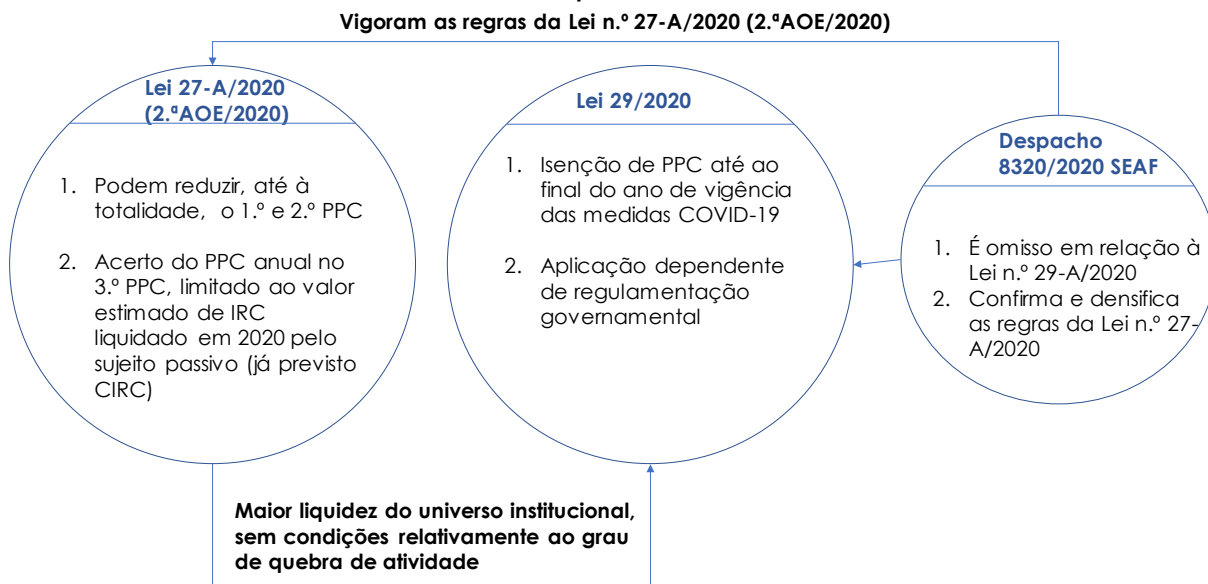 Vigoram as regras da Lei n.º 27-A/2020 (2.ªAOE/2020)
Lei 27-A/2020
(2.ªAOE/2020)
1. Podem reduzir, até à
totalidade, o 1.º e 2.º PPC
2. Acerto do PPC anual no
3.º PPC, limitado ao valor
estimado de IRC
liquidado em 2020 pelo
sujeito passivo (já previsto
CIRC)
Lei 29/2020
1. Isenção de PPC até ao
final do ano de vigência
das medidas COVID-19
2. Aplicação dependente
de regulamentação
governamental
Despacho
8320/2020 SEAF
1. É omisso em relação à
Lei n.º 29-A/2020
2. Confirma e densifica
as regras da Lei n.º 27-
A/2020
Maior liquidez do universo institucional,
sem condições relativamente ao grau
de quebra de atividade